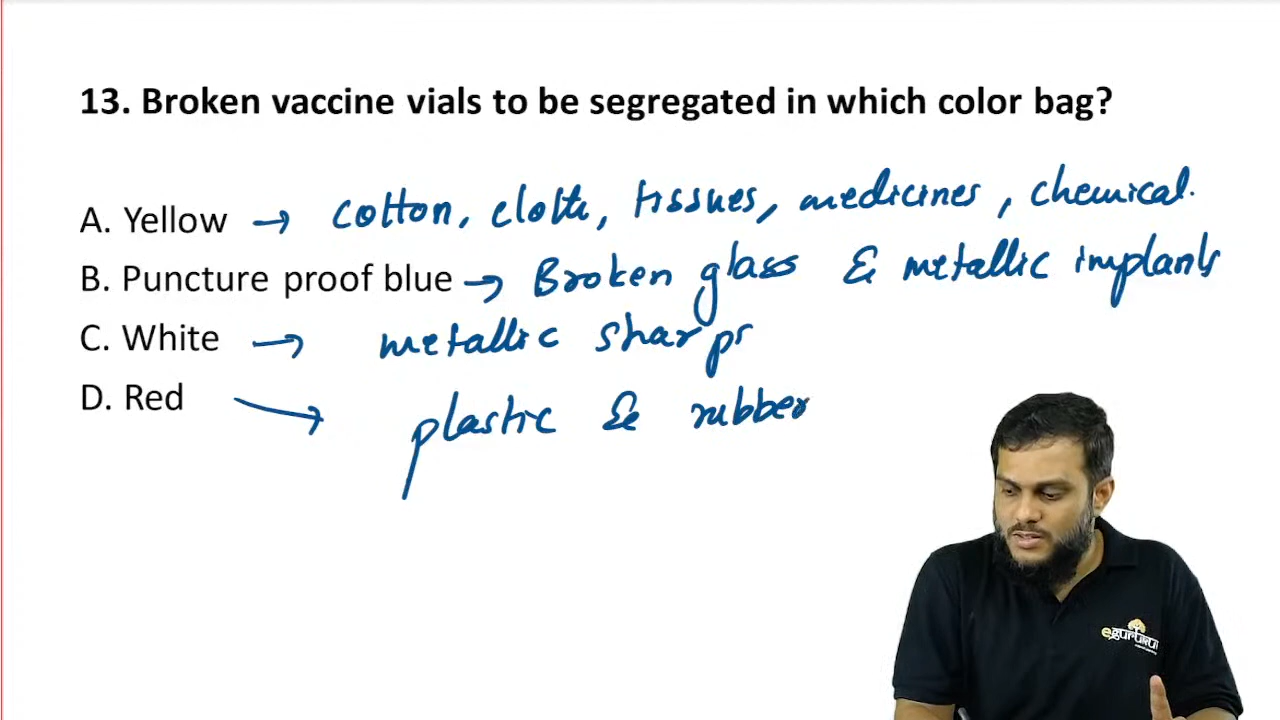 13. Broken vaccine vials to be segregated in which color bag?
A. Yellow → cotton, cloth, tissues, medicines, chemical.
B. Puncture proof blue → Broken glass & metallic implants
C. White → metallic sharps
D. Red → plastic & rubber
egurukul